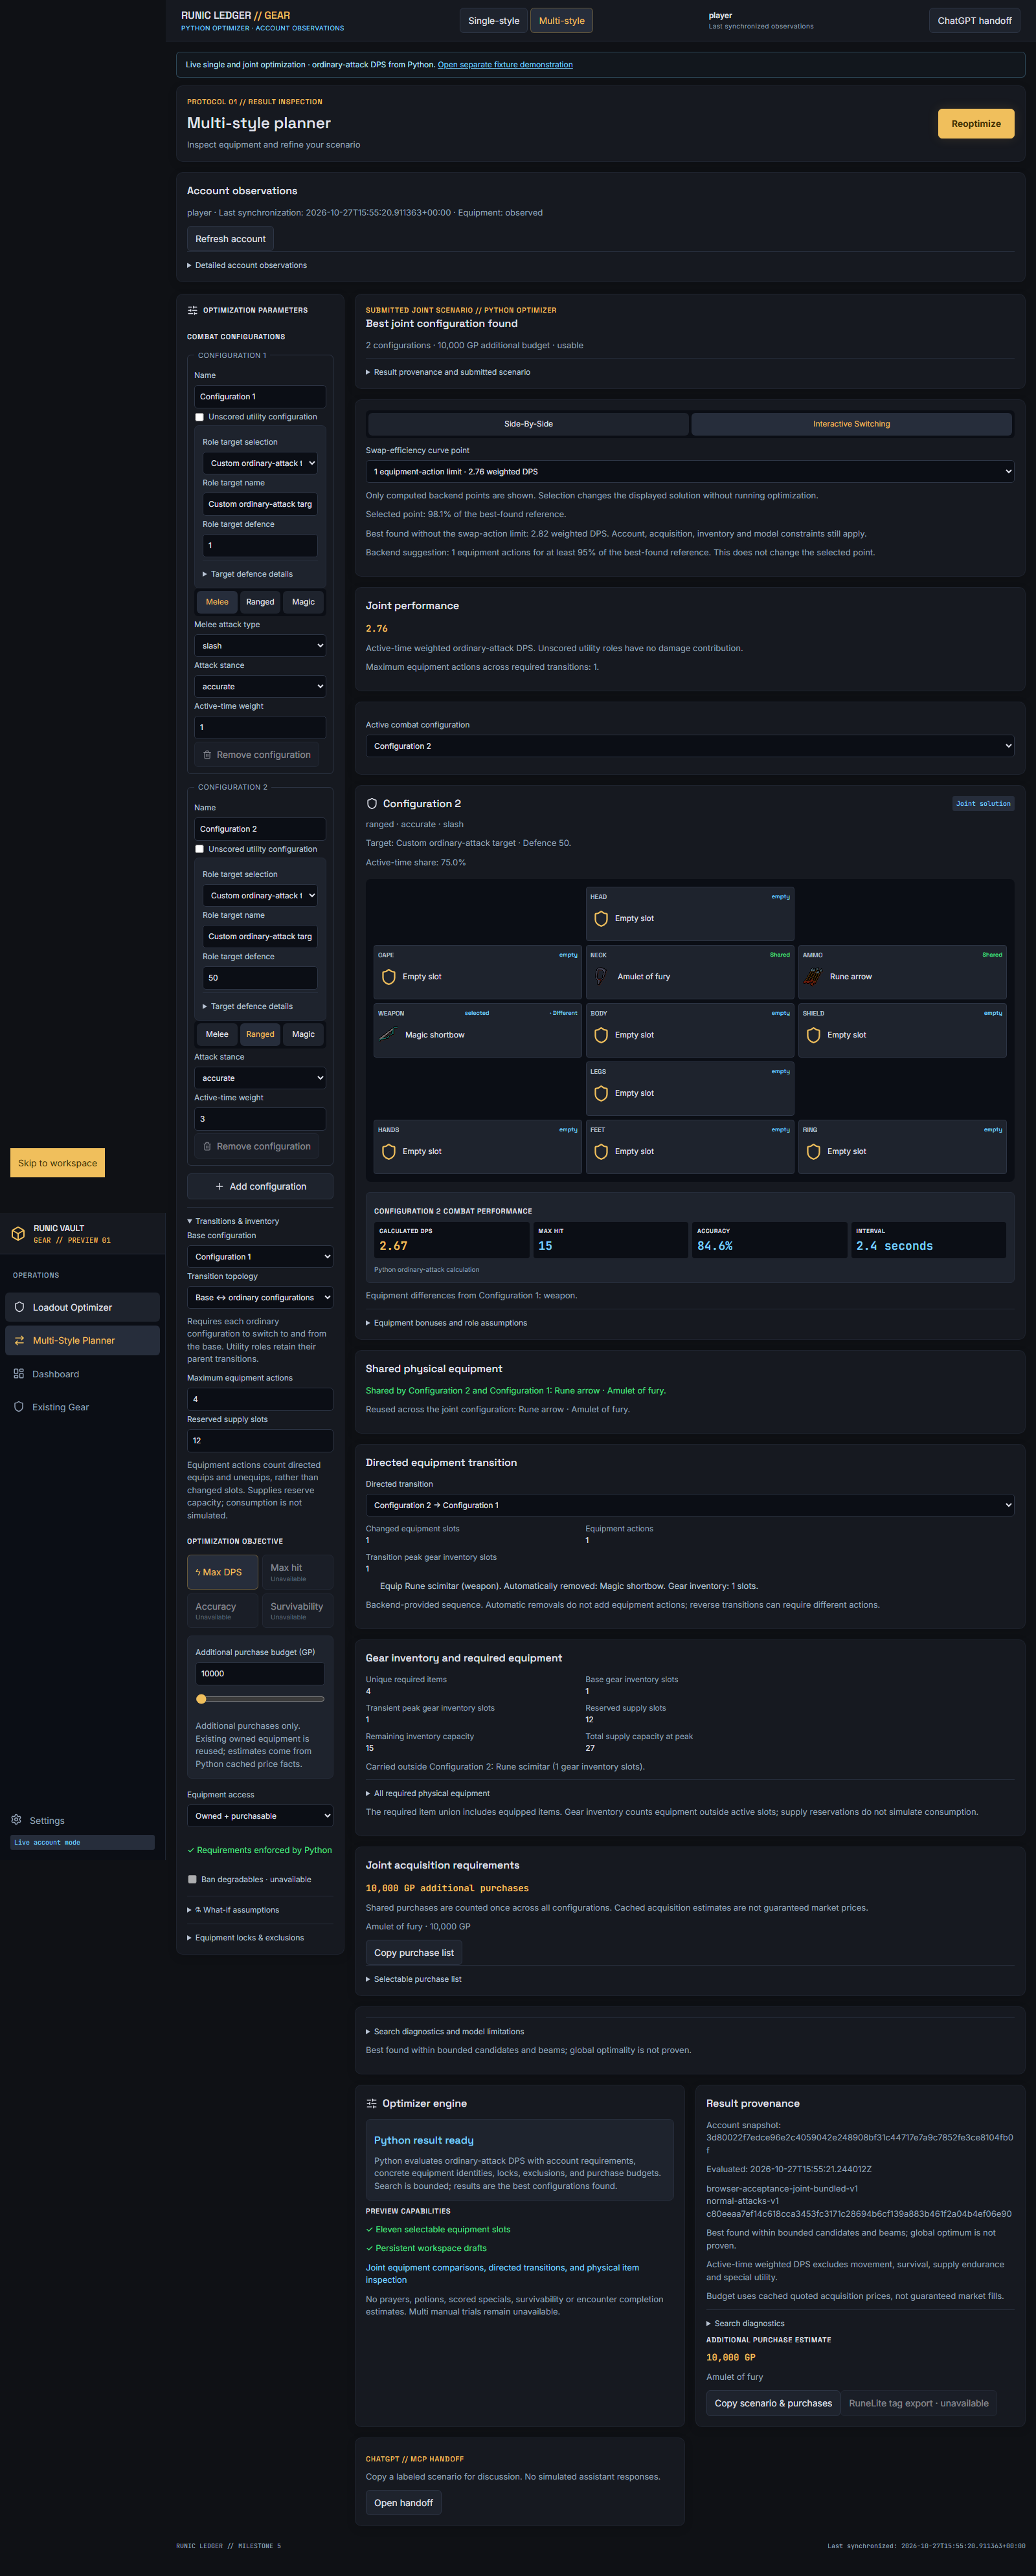 RUNIC LEDGER // GEAR
PYTHON OPTIMIZER · ACCOUNT OBSERVATIONS
Single-style
Multi-style
player
Last synchronized observations
ChatGPT handoff
Live single and joint optimization · ordinary-attack DPS from Python. Open separate fixture demonstration
PROTOCOL 01 // RESULT INSPECTION
Multi-style planner
Inspect equipment and refine your scenario
Reoptimize
Account observations
player · Last synchronization: 2026-10-27T15:55:20.911363+00:00 · Equipment: observed
Refresh account
Detailed account observations
Skip to workspace
RUNIC VAULT
GEAR // PREVIEW 01
OPERATIONS
Loadout Optimizer
Multi-Style Planner
Dashboard
Existing Gear
Settings
Live account mode
OPTIMIZATION PARAMETERS
COMBAT CONFIGURATIONS
CONFIGURATION 1
Name
Configuration 1
Unscored utility configuration
Role target selection
Custom ordinary-attack t
Role target name
Custom ordinary-attack targ
Role target defence
1
Target defence details
Melee
Ranged
Magic
Melee attack type
slash
Attack stance
accurate
Active-time weight
1
Remove configuration
CONFIGURATION 2
Name
Configuration 2
Unscored utility configuration
Role target selection
Custom ordinary-attack t
Role target name
Custom ordinary-attack targ
Role target defence
50
Target defence details
Melee
Ranged
Magic
Attack stance
accurate
Active-time weight
3
Remove configuration
Add configuration
Transitions & inventory
Base configuration
Configuration 1
Transition topology
Base ↔ ordinary configurations
Requires each ordinary
configuration to switch to and from
the base. Utility roles retain their
parent transitions.
Maximum equipment actions
4
Reserved supply slots
12
Equipment actions count directed
equips and unequips, rather than
changed slots. Supplies reserve
capacity; consumption is not
simulated.
OPTIMIZATION OBJECTIVE
ϟ Max DPS
Max hit
Unavailable
Accuracy
Unavailable
Survivability
Unavailable
Additional purchase budget (GP)
10000
Additional purchases only.
Existing owned equipment is
reused; estimates come from
Python cached price facts.
Equipment access
Owned + purchasable
✓ Requirements enforced by Python
Ban degradables · unavailable
⚗ What-if assumptions
Equipment locks & exclusions
SUBMITTED JOINT SCENARIO // PYTHON OPTIMIZER
Best joint configuration found
2 configurations · 10,000 GP additional budget · usable
Result provenance and submitted scenario
Side-By-Side
Interactive Switching
Swap-efficiency curve point
1 equipment-action limit · 2.76 weighted DPS
Only computed backend points are shown. Selection changes the displayed solution without running optimization.
Selected point: 98.1% of the best-found reference.
Best found without the swap-action limit: 2.82 weighted DPS. Account, acquisition, inventory and model constraints still apply.
Backend suggestion: 1 equipment actions for at least 95% of the best-found reference. This does not change the selected point.
Joint performance
2.76
Active-time weighted ordinary-attack DPS. Unscored utility roles have no damage contribution.
Maximum equipment actions across required transitions: 1.
Active combat configuration
Configuration 2
Configuration 2
Joint solution
ranged · accurate · slash
Target: Custom ordinary-attack target · Defence 50.
Active-time share: 75.0%
HEAD
empty
Empty slot
CAPE
empty
Empty slot
NECK
Shared
Amulet of fury
AMMO
Shared
Rune arrow
WEAPON
selected
· Different
Magic shortbow
BODY
empty
Empty slot
SHIELD
empty
Empty slot
LEGS
empty
Empty slot
HANDS
empty
Empty slot
FEET
empty
Empty slot
RING
empty
Empty slot
CONFIGURATION 2 COMBAT PERFORMANCE
CALCULATED DPS
2.67
MAX HIT
15
ACCURACY
84.6%
INTERVAL
2.4 seconds
Python ordinary-attack calculation
Equipment differences from Configuration 1: weapon.
Equipment bonuses and role assumptions
Shared physical equipment
Shared by Configuration 2 and Configuration 1: Rune arrow · Amulet of fury.
Reused across the joint configuration: Rune arrow · Amulet of fury.
Directed equipment transition
Directed transition
Configuration 2 → Configuration 1
Changed equipment slots
1
Equipment actions
1
Transition peak gear inventory slots
1
Equip Rune scimitar (weapon). Automatically removed: Magic shortbow. Gear inventory: 1 slots.
Backend-provided sequence. Automatic removals do not add equipment actions; reverse transitions can require different actions.
Gear inventory and required equipment
Unique required items
4
Base gear inventory slots
1
Transient peak gear inventory slots
1
Reserved supply slots
12
Remaining inventory capacity
15
Total supply capacity at peak
27
Carried outside Configuration 2: Rune scimitar (1 gear inventory slots).
All required physical equipment
The required item union includes equipped items. Gear inventory counts equipment outside active slots; supply reservations do not simulate consumption.
Joint acquisition requirements
10,000 GP additional purchases
Shared purchases are counted once across all configurations. Cached acquisition estimates are not guaranteed market prices.
Amulet of fury · 10,000 GP
Copy purchase list
Selectable purchase list
Search diagnostics and model limitations
Best found within bounded candidates and beams; global optimality is not proven.
Optimizer engine
Python result ready
Python evaluates ordinary-attack DPS with account requirements,
concrete equipment identities, locks, exclusions, and purchase budgets.
Search is bounded; results are the best configurations found.
PREVIEW CAPABILITIES
✓ Eleven selectable equipment slots
✓ Persistent workspace drafts
Joint equipment comparisons, directed transitions, and physical item
inspection
No prayers, potions, scored specials, survivability or encounter completion
estimates. Multi manual trials remain unavailable.
Result provenance
Account snapshot:
3d80022f7edce96e2c4059042e248908bf31c44717e7a9c7852fe3ce8104fb0
f
Evaluated: 2026-10-27T15:55:21.244012Z
browser-acceptance-joint-bundled-v1
normal-attacks-v1
c80eeaa7ef14c618cca3453fc3171c28694b6cf139a883b461f2a04b4ef06e90
Best found within bounded candidates and beams; global optimum is not
proven.
Active-time weighted DPS excludes movement, survival, supply endurance
and special utility.
Budget uses cached quoted acquisition prices, not guaranteed market fills.
Search diagnostics
ADDITIONAL PURCHASE ESTIMATE
10,000 GP
Amulet of fury
Copy scenario & purchases
RuneLite tag export · unavailable
CHATGPT // MCP HANDOFF
Copy a labeled scenario for discussion. No simulated assistant responses.
Open handoff
RUNIC LEDGER // MILESTONE 5
Last synchronized: 2026-10-27T15:55:20.911363+00:00